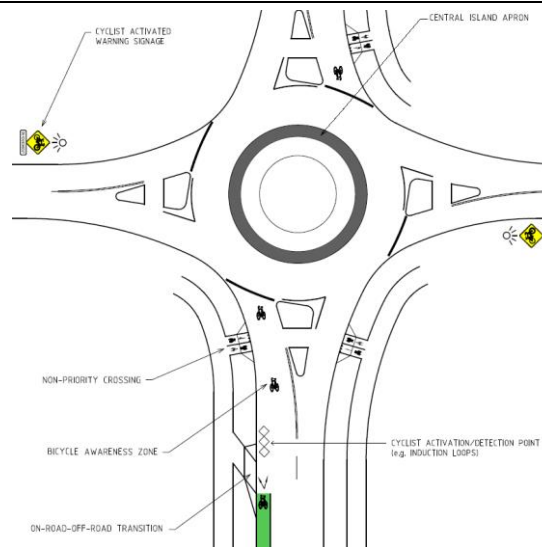 CYCLIST ACTIVATED
WARNING SIGNAGE
CENTRAL ISLAND APRON
NON-PRIORITY CROSSING
BICYCLE AWARENESS ZONE
CYCLIST ACTIVATION/DETECTION POINT
(e.g. INDUCTION LOOPS)
ON-ROAD-OFF-ROAD TRANSITION